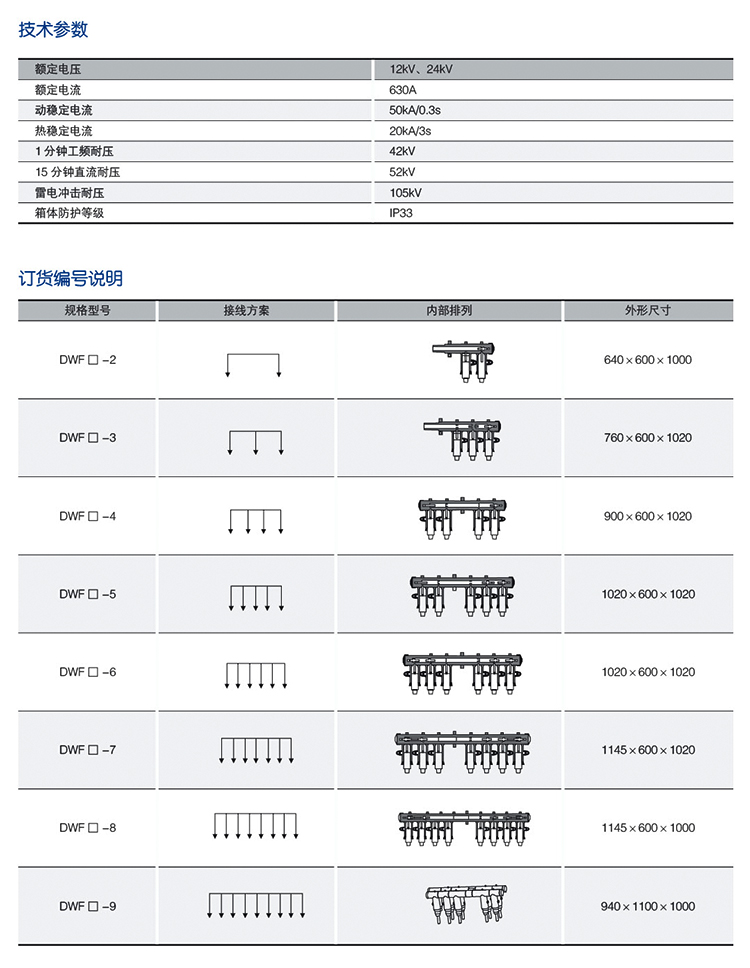 技术参数
额定电压 12kV、24kV
额定电流 630A
动稳定电流 50kA/0.3s
热稳定电流 20kA/3s
1分钟工频耐压 42kV
15分钟直流耐压 52kV
雷电冲击耐压 105kV
箱体防护等级 IP33
订货编号说明
规格型号 接线方案 内部排列 外形尺寸
DWF□-2 640×600×1000
DWF□-3 760×600×1020
DWF□-4 900×600×1020
DWF□-5 1020×600×1020
DWF□-6 1020×600×1020
DWF□-7 1145×600×1020
DWF□-8 1145×600×1000
DWF□-9 940×1100×1000